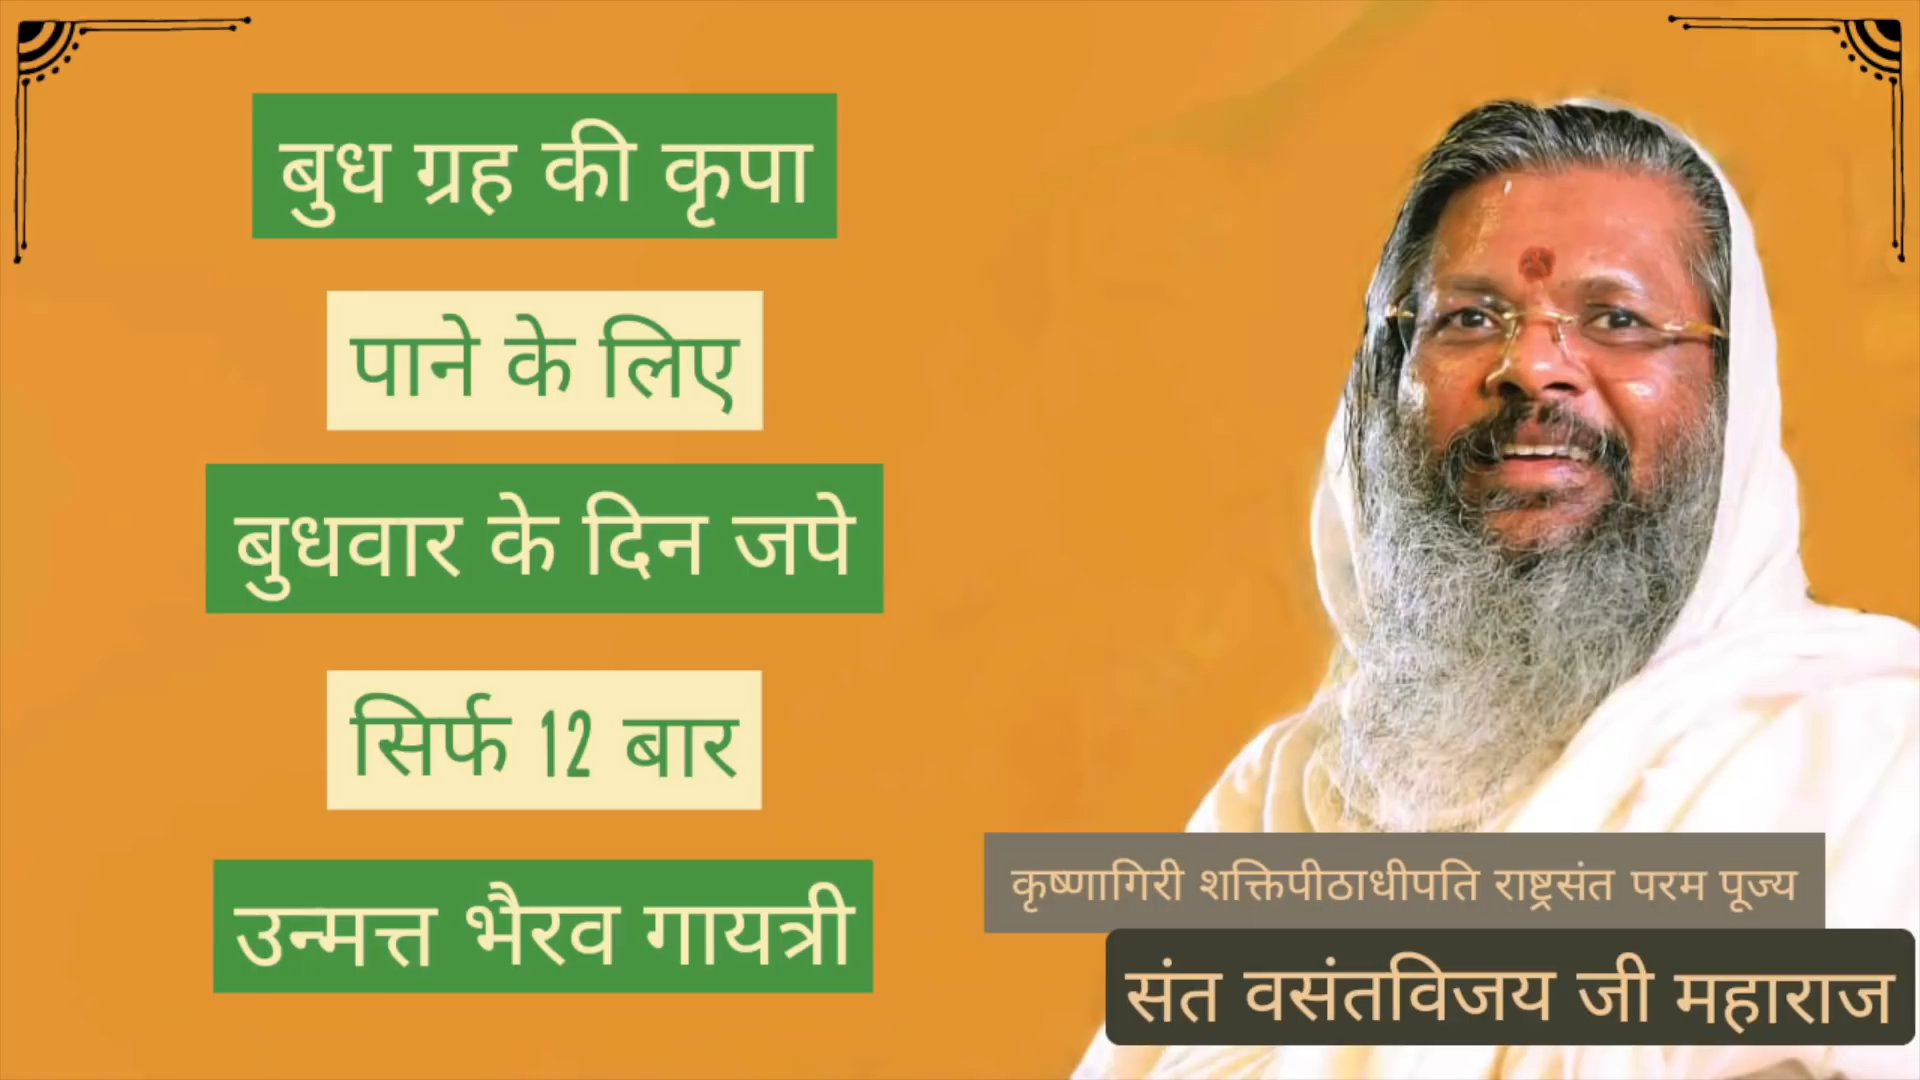 बुध ग्रह की कृपा
पाने के लिए
बुधवार के दिन जपे
सिर्फ 12 बार
उन्मत्त भैरव गायत्री
कृष्णागिरी शक्तिपीठाधीपति राष्ट्रसंत परम पूज्य
संत वसंतविजय जी महाराज